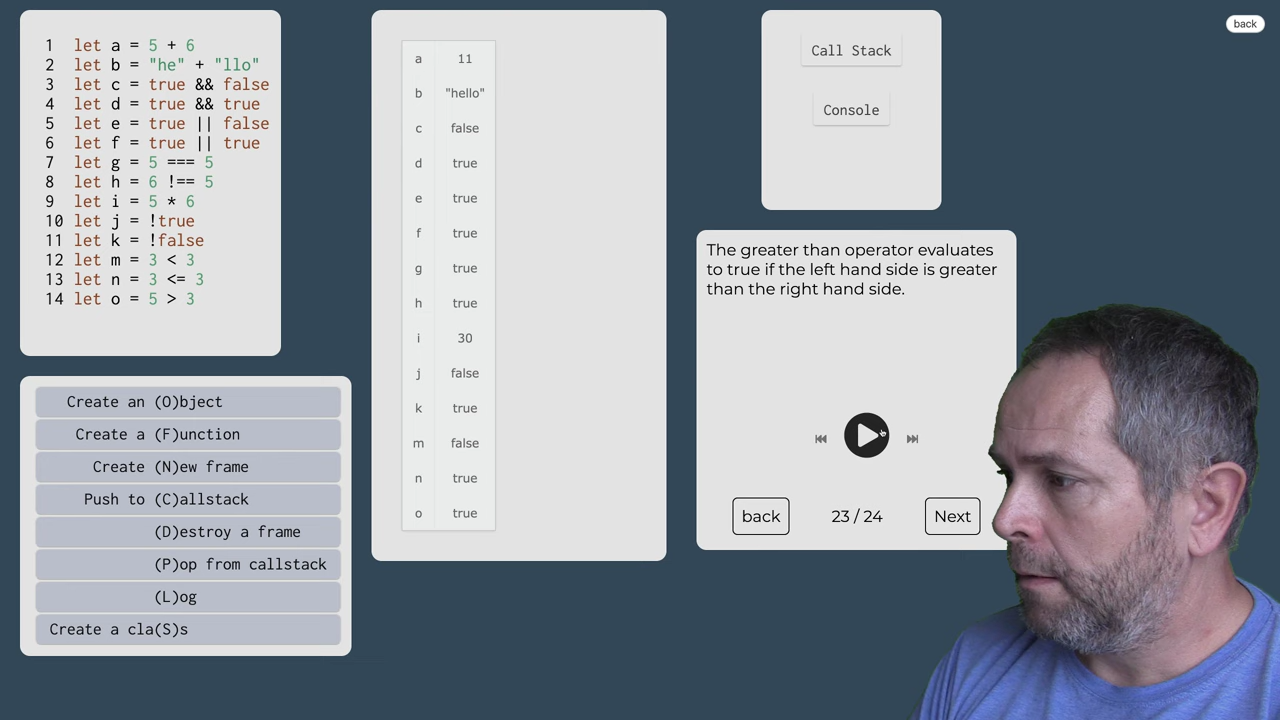 1 let a = 5 + 6
2 let b = "he" + "llo"
3 let c = true && false
4 let d = true && true
5 let e = true || false
6 let f = true || true
7 let g = 5 === 5
8 let h = 6 !== 5
9 let i = 5 * 6
10 let j = !true
11 let k = !false
12 let m = 3 < 3
13 let n = 3 <= 3
14 let o = 5 > 3
Create an (O)bject
Create a (F)unction
Create (N)ew frame
Push to (C)allstack
(D)estroy a frame
(P)op from callstack
(L)og
Create a cla(S)s
a 11
b "hello"
c false
d true
e true
f true
g true
h true
i 30
j false
k true
m false
n true
o true
Call Stack
Console
back
The greater than operator evaluates
to true if the left hand side is greater
than the right hand side.
back 23 / 24 Next